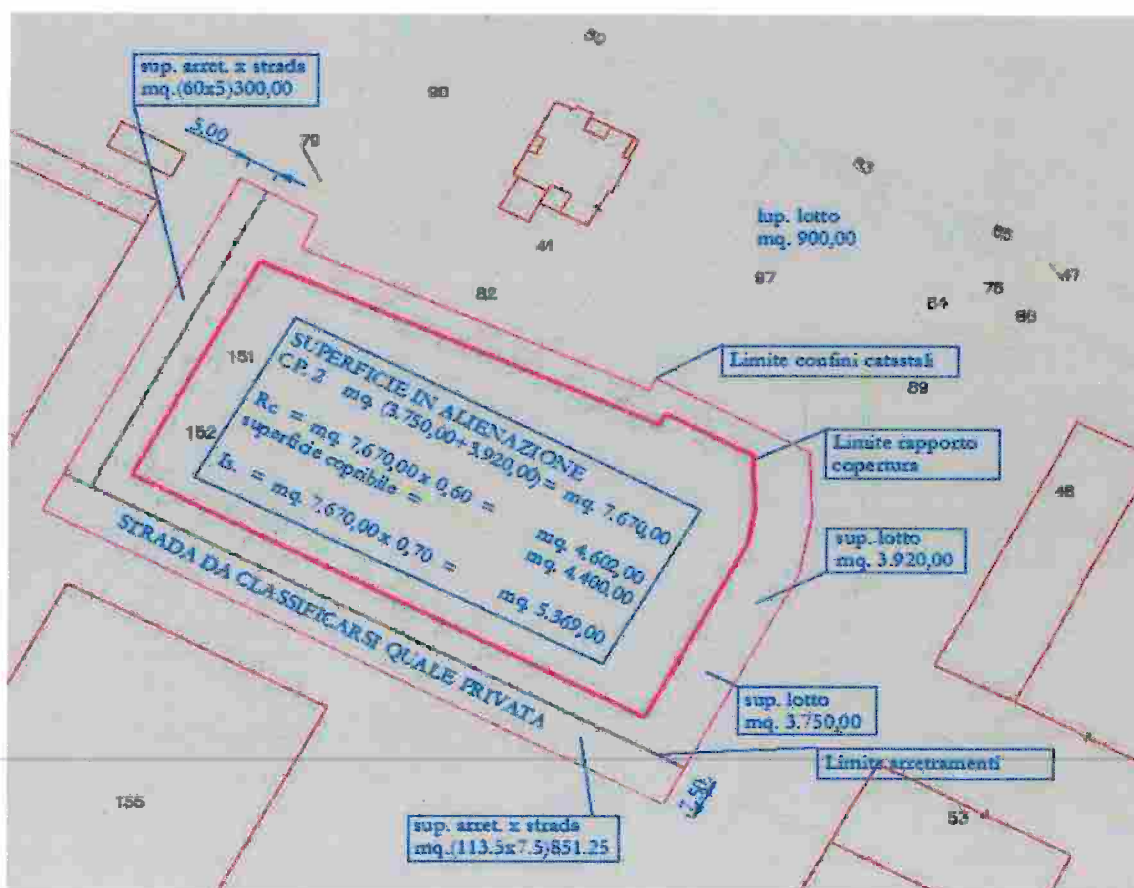 sup. arret. x strada
mq.(60x5)300,00
5.00
79
90
80
41
82
83
lup. lotto
mq. 900,00
97
65
47
76
84
86
Limite confini catastali
89
151
152
SUPERFICIE IN ALIENAZIONE
C.P. 2 mq. (3.750,00+ 3.920,00)= mq. 7.670,00
Rc = mq. 7.670,00 x 0,60 = mq. 4.602,00
superficie copribile = mq. 4.400,00
Is. = mq. 7.670,00 x 0,70 = mq. 5.369,00
Limite rapporto
copertura
48
sup. lotto
mq. 3.920,00
STRADA DA CLASSIFICARSI QUALE PRIVATA
sup. lotto
mq. 3.750,00
Limite arretramenti
7.50
155
53
sup. arret. x strada
mq.(113.5x7.5)851.25